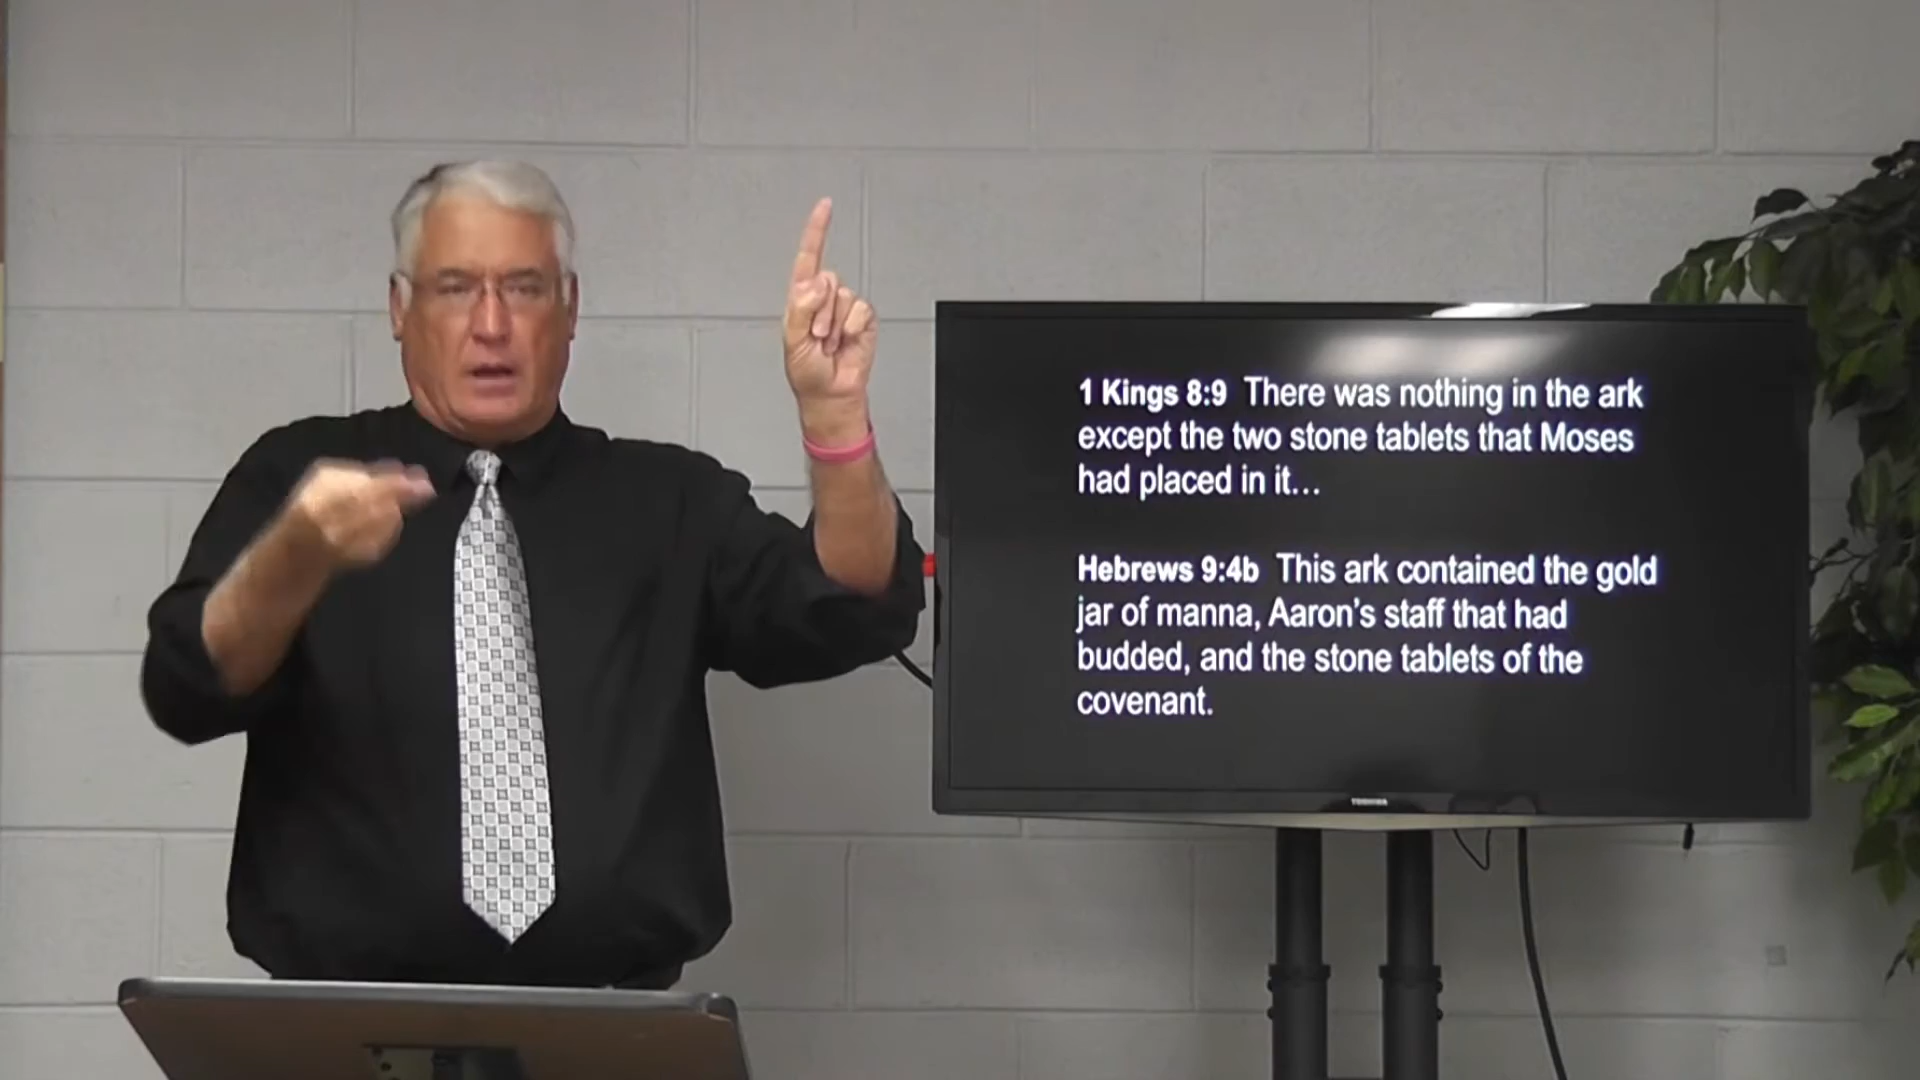 1 Kings 8:9 There was nothing in the ark
except the two stone tablets that Moses
had placed in it…
Hebrews 9:4b This ark contained the gold
jar of manna, Aaron’s staff that had
budded, and the stone tablets of the
covenant.
TOSHIBA